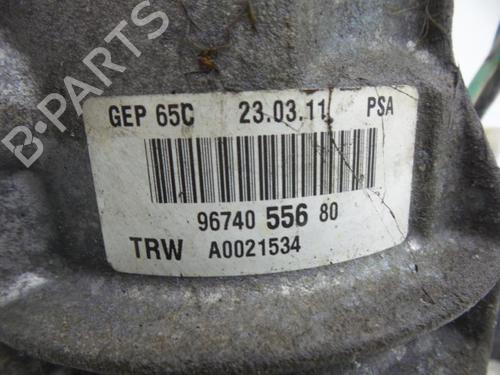 B-PARTS
GEP 65C 23.03.11 PSA
96740 556 80
TRW A0021534